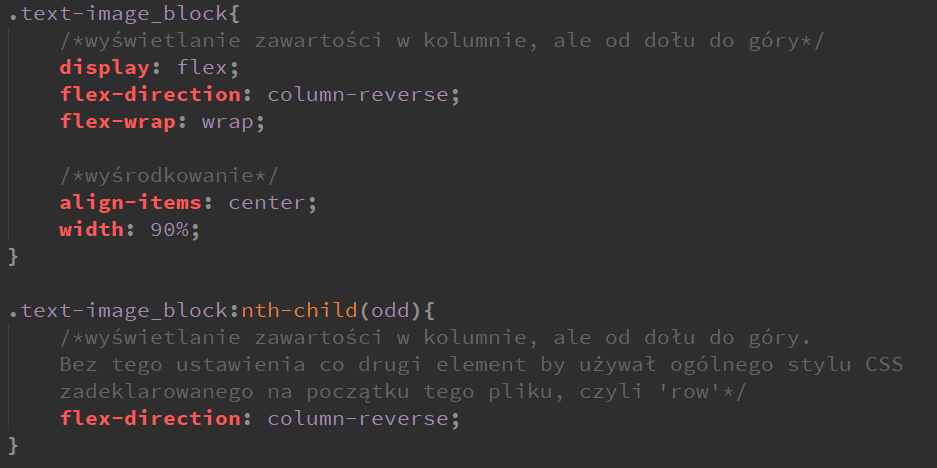 .text-image_block{
/*wyświetlanie zawartości w kolumnie, ale od dołu do góry*/
display: flex;
flex-direction: column-reverse;
flex-wrap: wrap;
/*wyśrodkowanie*/
align-items: center;
width: 90%;
}
.text-image_block:nth-child(odd){
/*wyświetlanie zawartości w kolumnie, ale od dołu do góry.
Bez tego ustawienia co drugi element by używał ogólnego stylu CSS
zadeklarowanego na początku tego pliku, czyli 'row'*/
flex-direction: column-reverse;
}